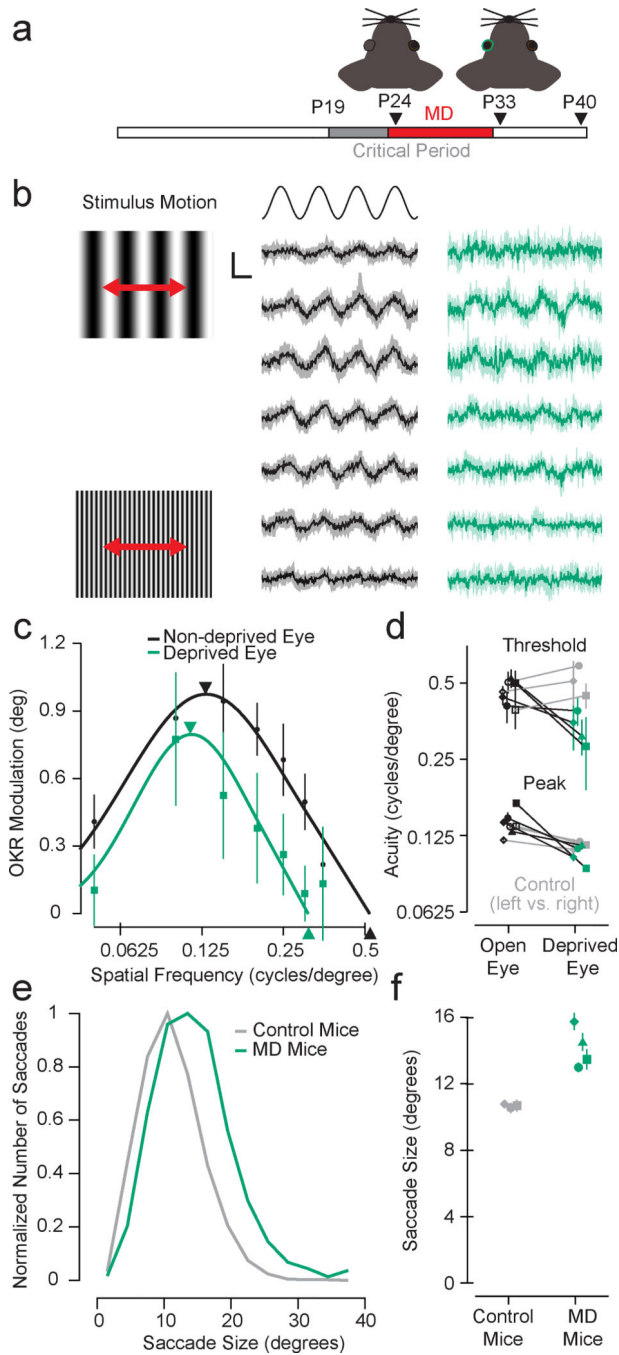 a
P19
P24
MD
P33
P40
Critical Period
b
Stimulus Motion
c
Non-deprived Eye
Deprived Eye
OKR Modulation (deg)
1.2
0.9
0.6
0.3
0
0.0625
0.125
0.25
0.5
Spatial Frequency (cycles/degree)
d
Threshold
Acuity (cycles/degree)
0.5
0.25
0.125
0.0625
Peak
Control
(left vs. right)
Open
Eye
Deprived
Eye
e
Control Mice
MD Mice
Normalized Number of Saccades
1
0.8
0.6
0.4
0.2
0
0
10
20
30
40
Saccade Size (degrees)
f
Saccade Size (degrees)
16
12
8
4
0
Control
Mice
MD
Mice